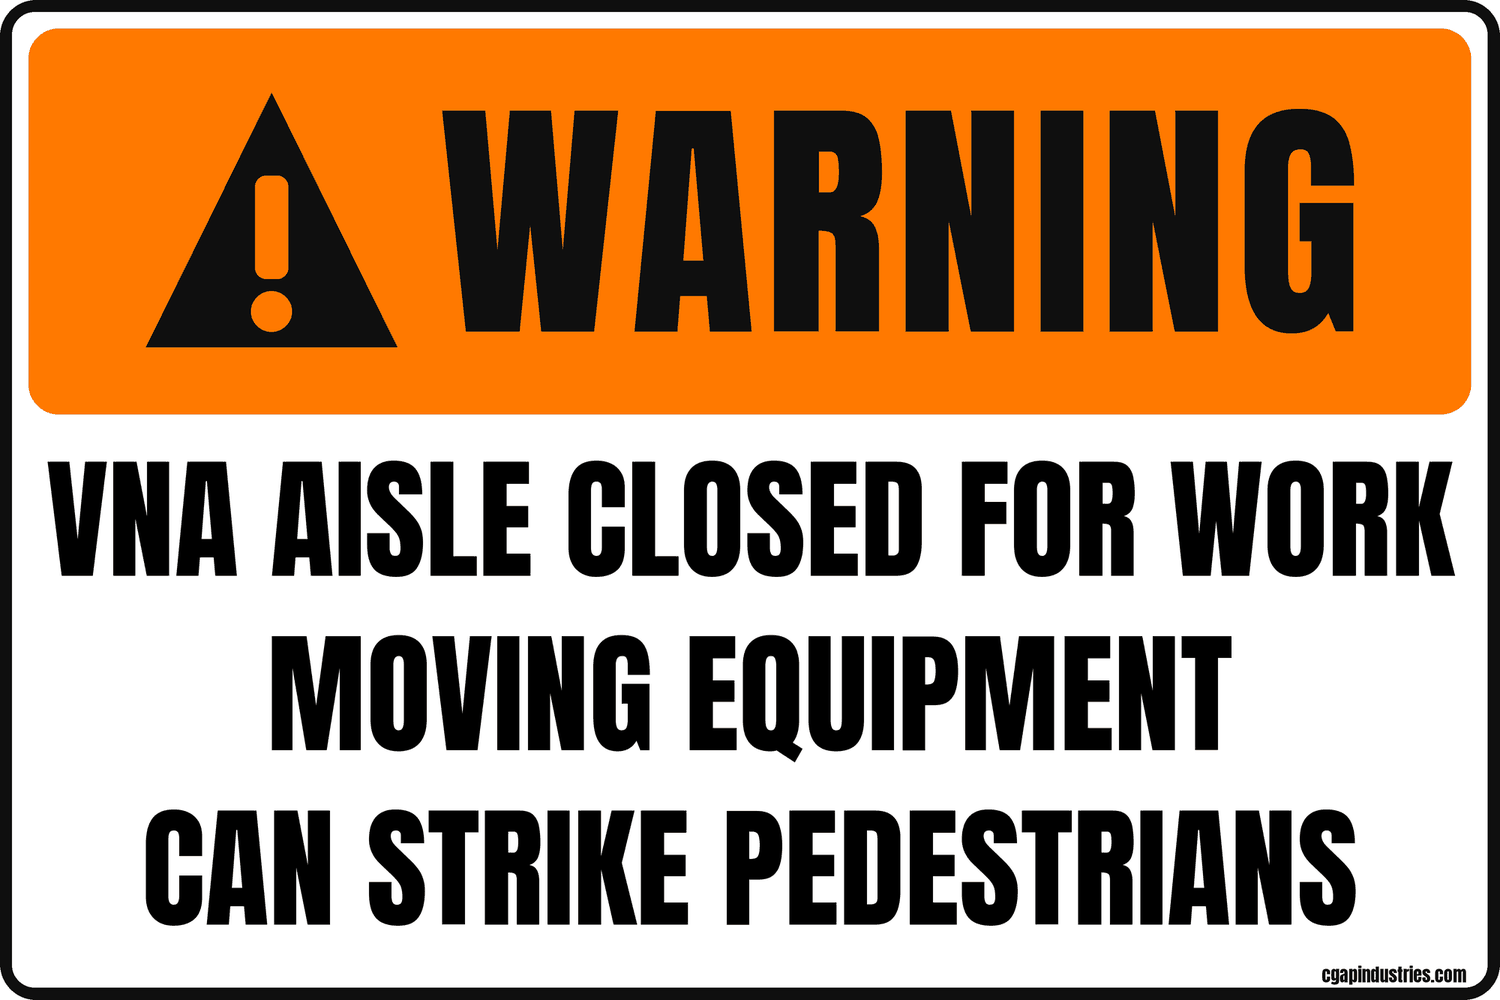 WARNING
VNA AISLE CLOSED FOR WORK
MOVING EQUIPMENT
CAN STRIKE PEDESTRIANS
cgapindustries.com